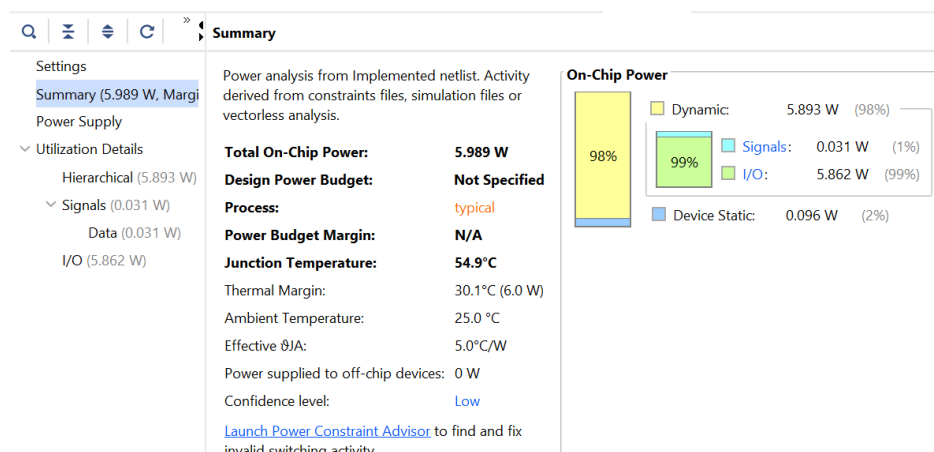 »
Summary
Settings
Summary (5.989 W, Margi
Power Supply
Utilization Details
Hierarchical (5.893 W)
Signals (0.031 W)
Data (0.031 W)
I/O (5.862 W)
Power analysis from Implemented netlist. Activity
derived from constraints files, simulation files or
vectorless analysis.
Total On-Chip Power: 5.989 W
Design Power Budget: Not Specified
Process: typical
Power Budget Margin: N/A
Junction Temperature: 54.9°C
Thermal Margin: 30.1°C (6.0 W)
Ambient Temperature: 25.0 °C
Effective ϑJA: 5.0°C/W
Power supplied to off-chip devices: 0 W
Confidence level: Low
Launch Power Constraint Advisor to find and fix
invalid switching activity
On-Chip Power
98%
Dynamic: 5.893 W (98%)
99%
Signals: 0.031 W (1%)
I/O: 5.862 W (99%)
Device Static: 0.096 W (2%)